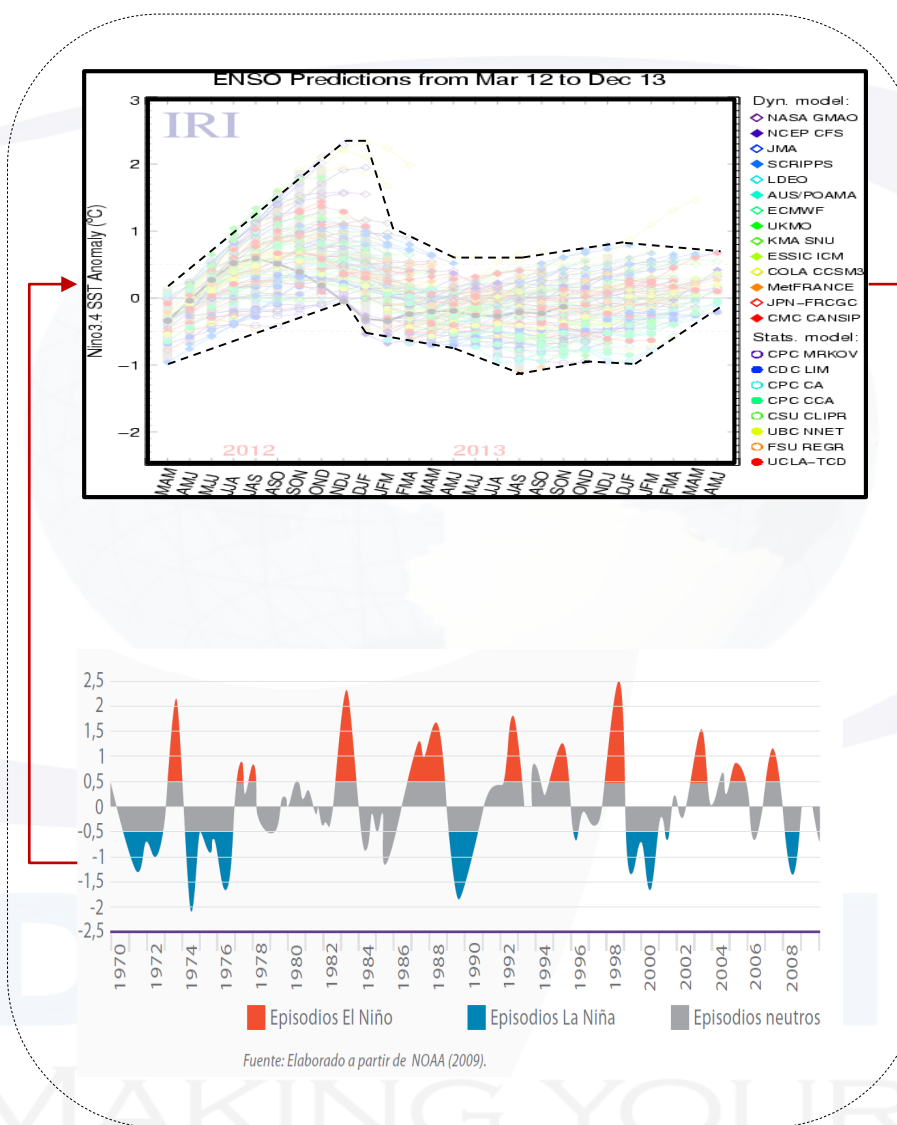 ENSO Predictions from Mar 12 to Dec 13
IRI
Nino3.4 SST Anomaly (ºC)
3
2
1
0
−1
−2
2012
2013
MAM
AMJ
MJJ
JJA
JAS
ASO
SON
OND
NDJ
DJF
JFM
FMA
MAM
AMJ
JJA
JAS
ASO
SON
OND
NDJ
DJF
JFM
FMA
MAM
AMJ
Dyn. model:
NASA GMAO
NCEP CFS
JMA
SCRIPPS
LDEO
AUS/POAMA
ECMWF
UKMO
KMA SNU
ESSIC ICM
COLA CCSM3
MetFRANCE
JPN−FRCGC
CMC CANSIP
Stats. model:
CPC MRKOV
CDC LIM
CPC CA
CPC CCA
CSU CLIPR
UBC NNET
FSU REGR
UCLA−TCD
2,5
2
1,5
1
0,5
0
-0,5
-1
-1,5
-2
-2,5
1970
1972
1974
1976
1978
1980
1982
1984
1986
1988
1990
1992
1994
1996
1998
2000
2002
2004
2006
2008
Episodios El Niño
Episodios La Niña
Episodios neutros
Fuente: Elaborado a partir de NOAA (2009).
MAKING YOUR